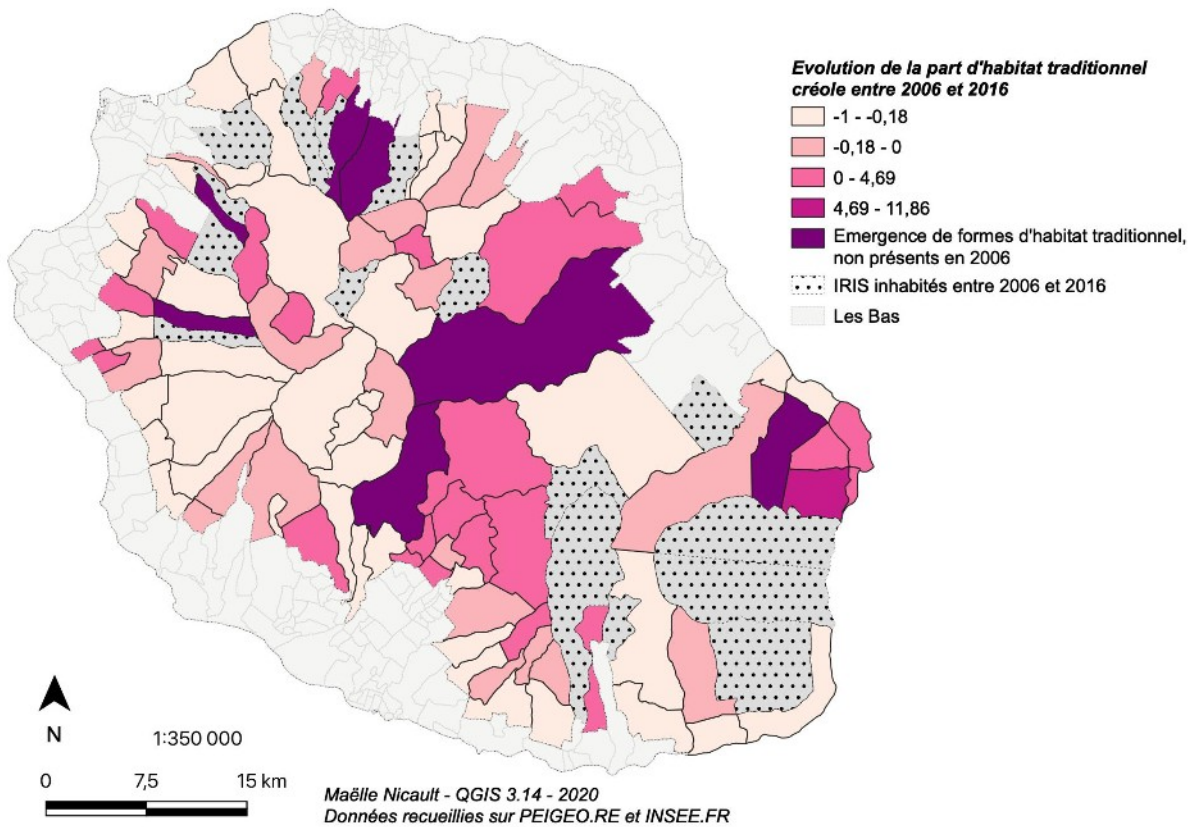 Evolution de la part d'habitat traditionnel
créole entre 2006 et 2016
-1 - -0,18
-0,18 - 0
0 - 4,69
4,69 - 11,86
Emergence de formes d'habitat traditionnel,
non présents en 2006
IRIS inhabités entre 2006 et 2016
Les Bas
N
1:350 000
0 7,5 15 km
Maëlle Nicault - QGIS 3.14 - 2020
Données recueillies sur PEIGEO.RE et INSEE.FR